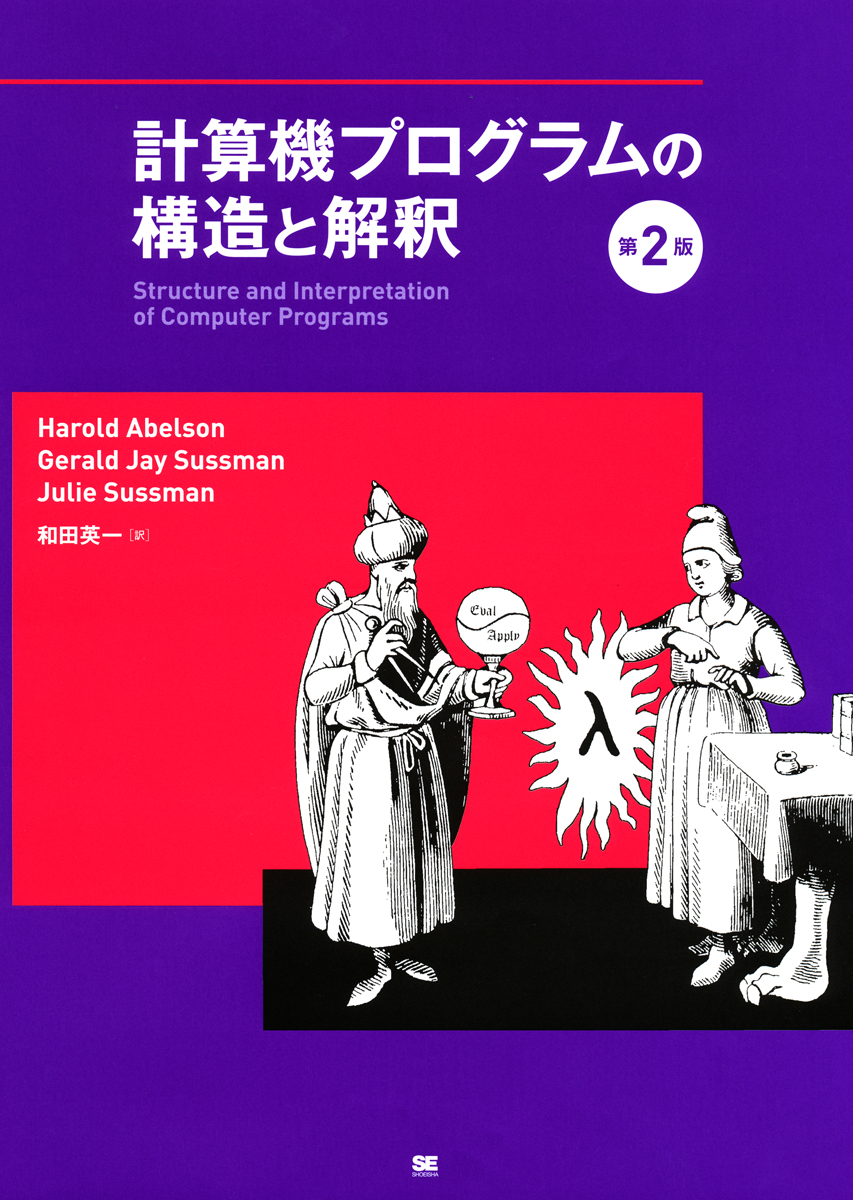 計算機プログラムの
構造と解釈
第2版
Structure and Interpretation
of Computer Programs
Harold Abelson
Gerald Jay Sussman
Julie Sussman
和田英一［訳］
Eval
Apply
λ
SE
SHOEISHA